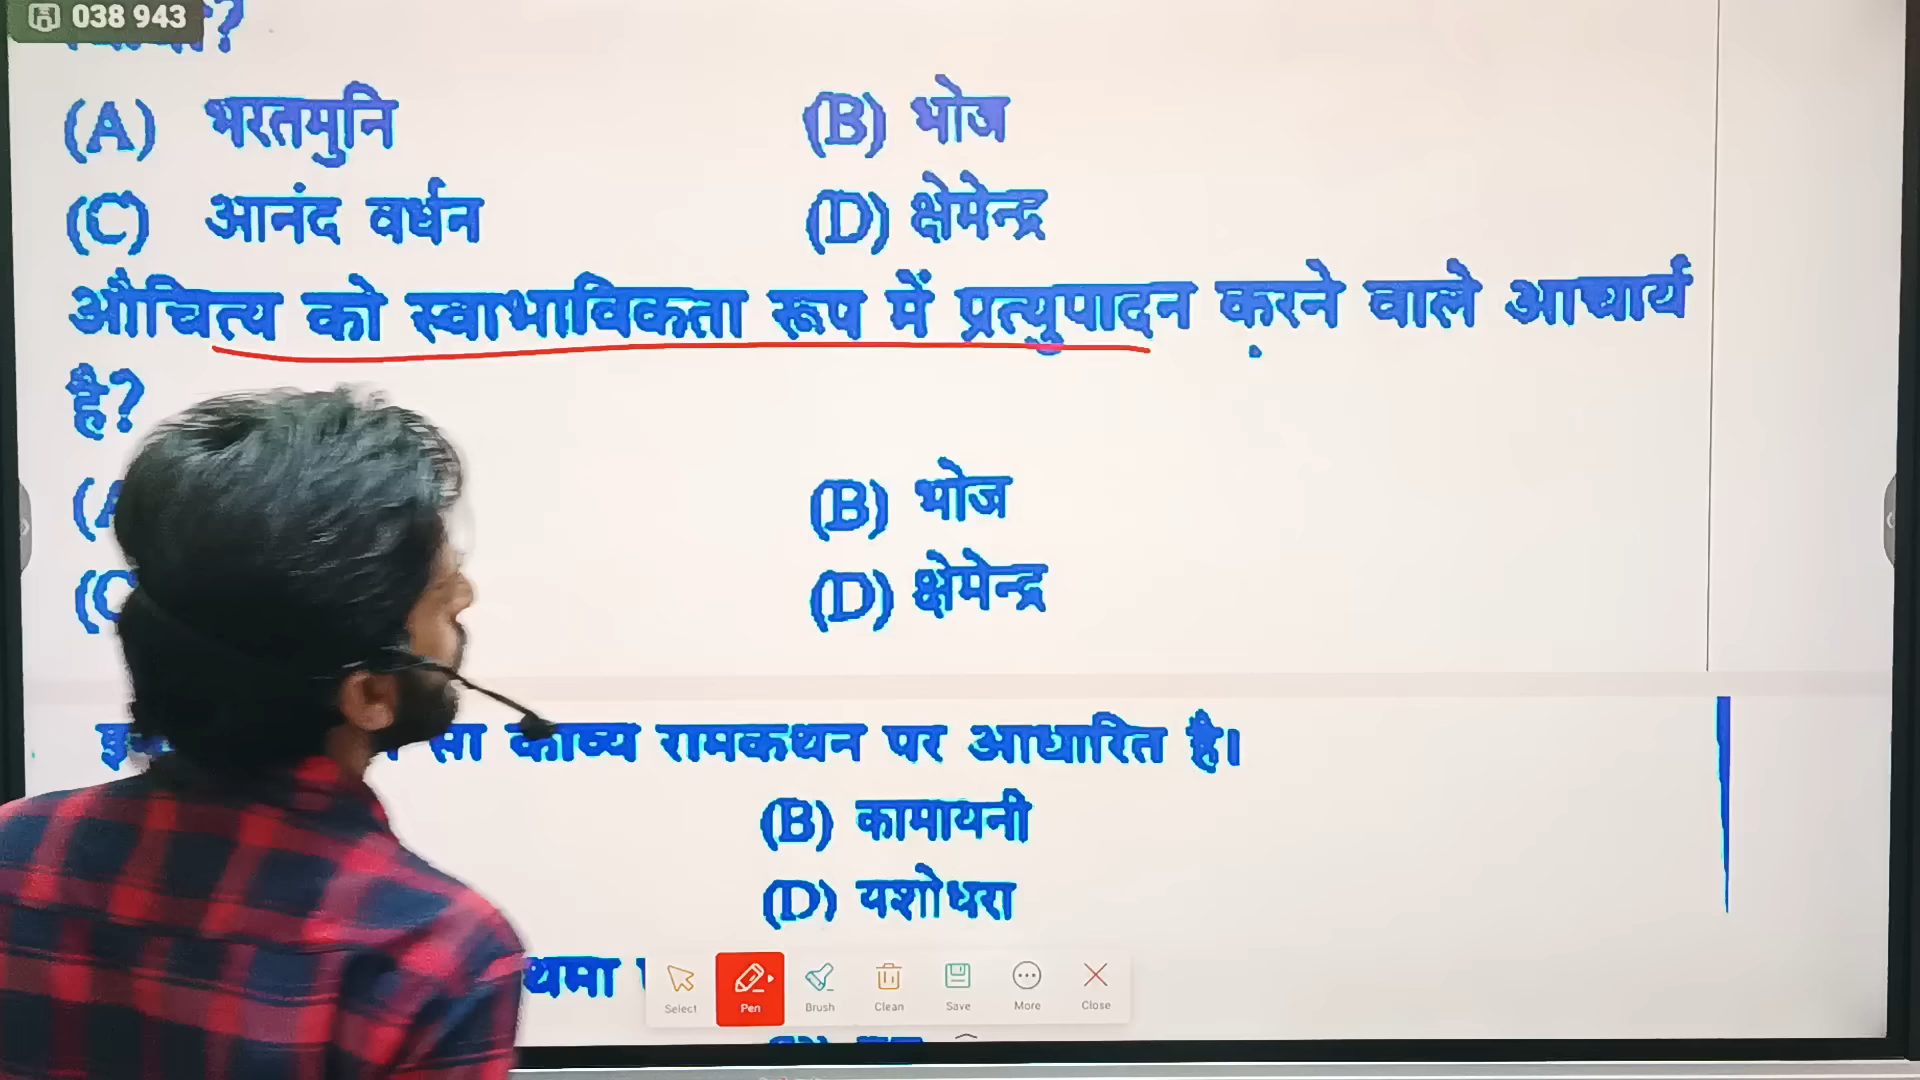 038 943
(A) भरतमुनि (B) भोज
(C) आनंद वर्धन (D) क्षेमेन्द्र
औचित्य को स्वाभाविकता रूप में प्रत्युपादन करने वाले आचार्य
है?
(B) भोज
(D) क्षेमेन्द्र
सा काव्य रामकथन पर आधारित है।
(B) कामायनी
(D) यशोधरा
Select Pen Brush Clean Save More Close